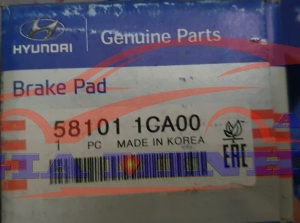 HYUNDAI
Genuine Parts
Brake Pad
58101 1CA00
1 PC MADE IN KOREA
EAC